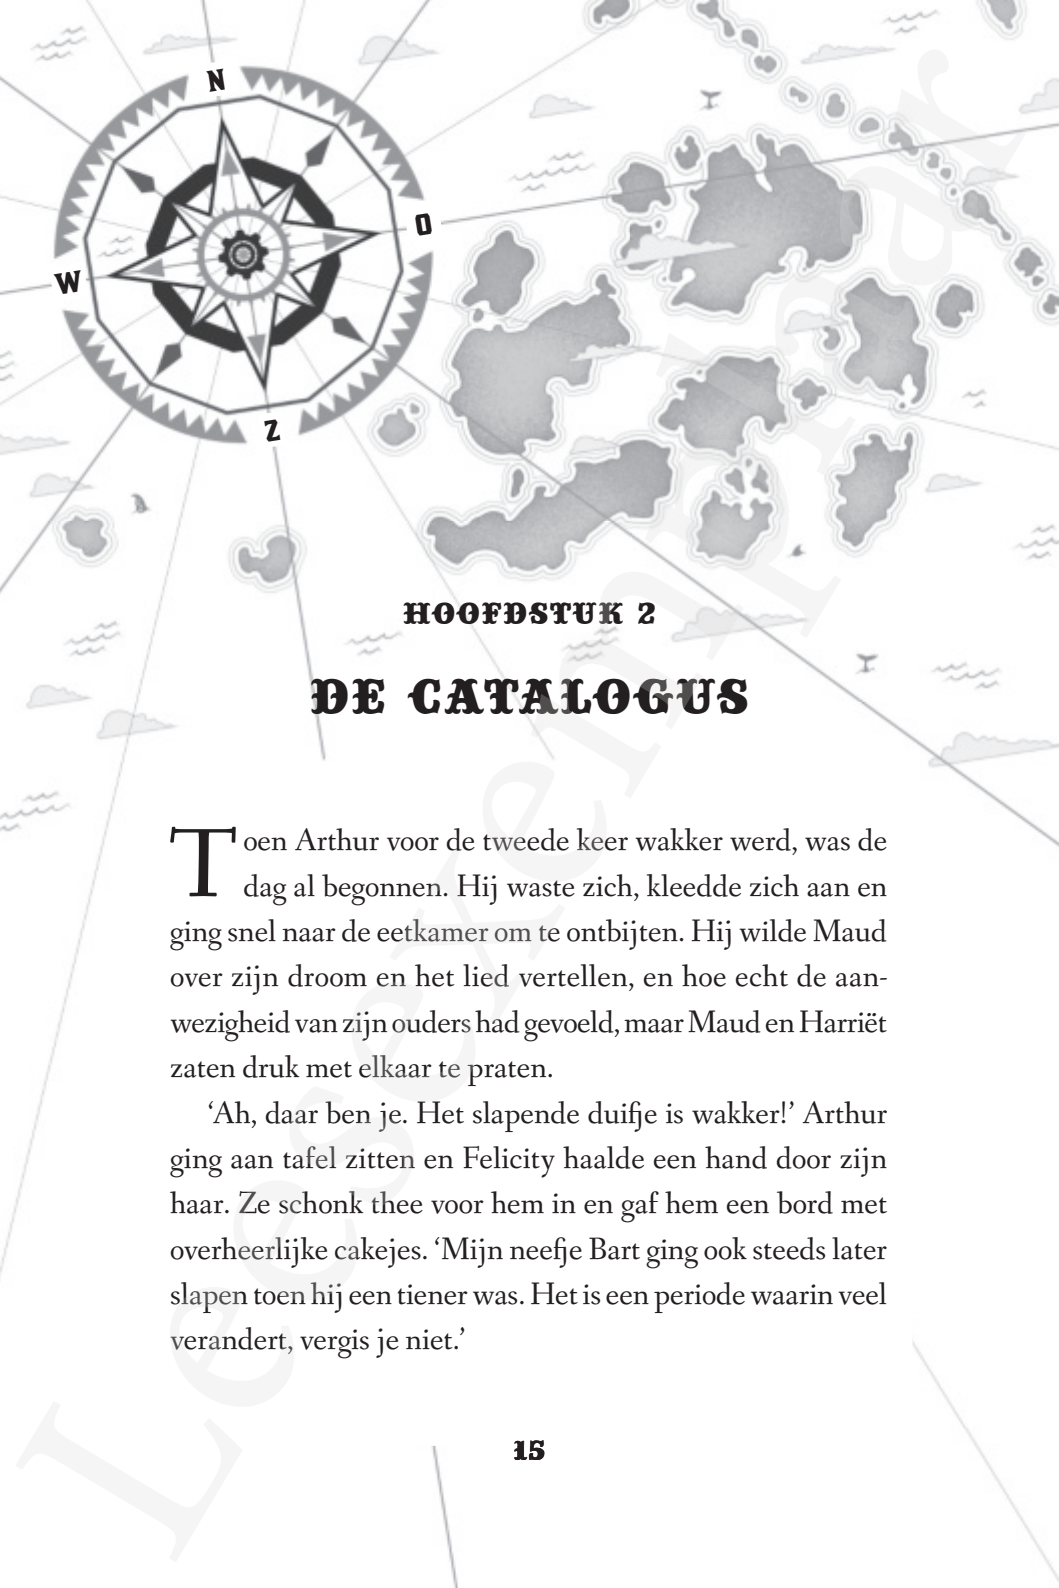 N
O
W
Z
HOOFDSTUK 2
DE CATALOGUS
Toen Arthur voor de tweede keer wakker werd, was de
dag al begonnen. Hij waste zich, kleedde zich aan en
ging snel naar de eetkamer om te ontbijten. Hij wilde Maud
over zijn droom en het lied vertellen, en hoe echt de aan-
wezigheid van zijn ouders had gevoeld, maar Maud en Harriët
zaten druk met elkaar te praten.
‘Ah, daar ben je. Het slapende duifje is wakker!’ Arthur
ging aan tafel zitten en Felicity haalde een hand door zijn
haar. Ze schonk thee voor hem in en gaf hem een bord met
overheerlijke cakejes. ‘Mijn neefje Bart ging ook steeds later
slapen toen hij een tiener was. Het is een periode waarin veel
verandert, vergis je niet.’
15
Leesexemplaar